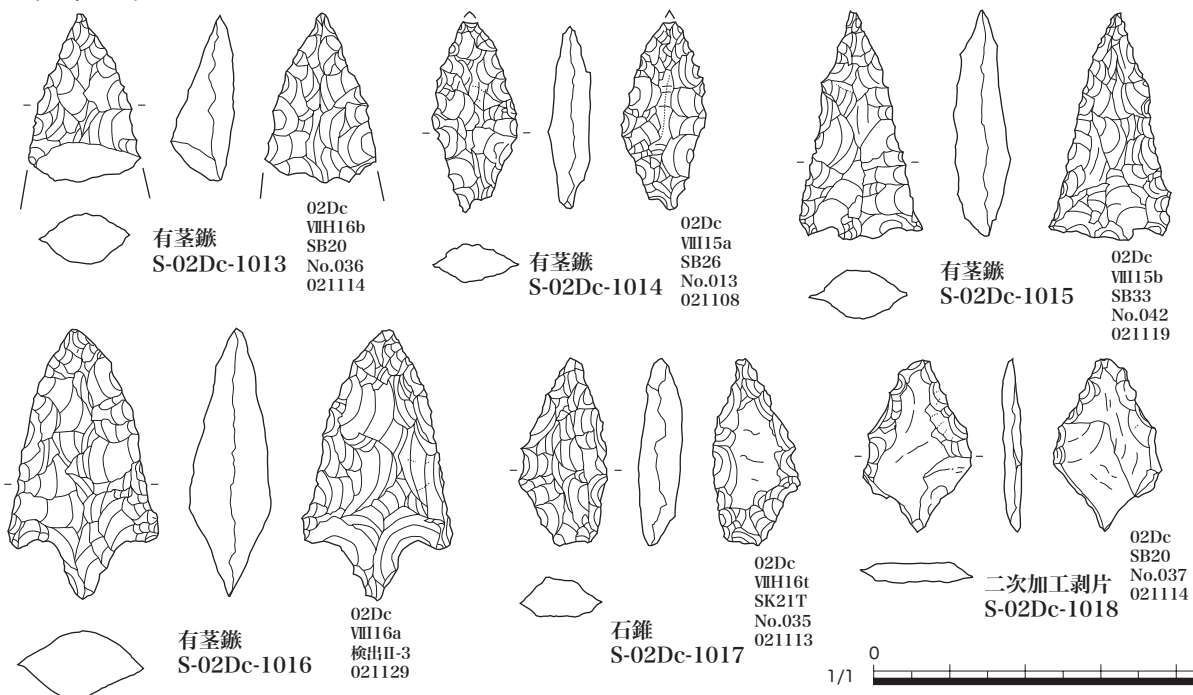 有茎鏃
S-02Dc-1013
02Dc
VIIH16b
SB20
No.036
021114
有茎鏃
S-02Dc-1014
02Dc
VIII15a
SB26
No.013
021108
有茎鏃
S-02Dc-1015
02Dc
VIII15b
SB33
No.042
021119
有茎鏃
S-02Dc-1016
02Dc
VIII16a
検出II-3
021129
石錐
S-02Dc-1017
02Dc
VIIH16t
SK21T
No.035
021113
二次加工剥片
S-02Dc-1018
02Dc
SB20
No.037
021114
1/1
0